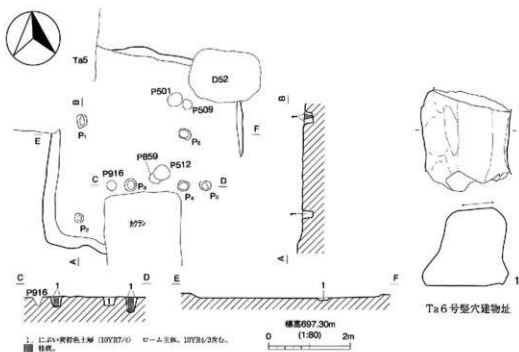 Ta5
D52
P501
P509
B
P₁
P₆
E
F
P859
P512
C
P916
P₃
D
P₄
P₅
P₂
カクラン
A
B
1
1
A
C
P916
1
1
1
D
E
1
F
1
Ta６号竪穴建物址
標高697.30m
(1:80)
0
2m
1．にぶい黄橙色土層（10YR7/4） ローム主体。10YR4/3含む。
柱痕。